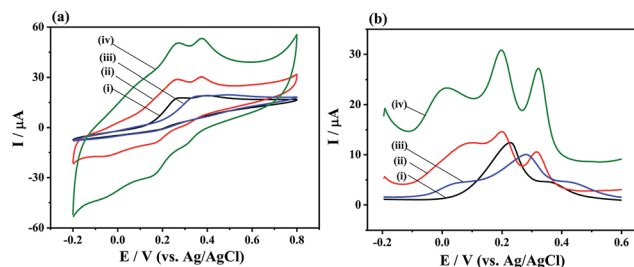 (a)
60
30
0
-30
-60
I / µA
(iv)
(iii)
(ii)
(i)
-0.2
0.0
0.2
0.4
0.6
0.8
E / V (vs. Ag/AgCl)
(b)
30
20
10
0
I / µA
(iv)
(iii)
(ii)
(i)
-0.2
0.0
0.2
0.4
0.6
E / V (vs. Ag/AgCl)